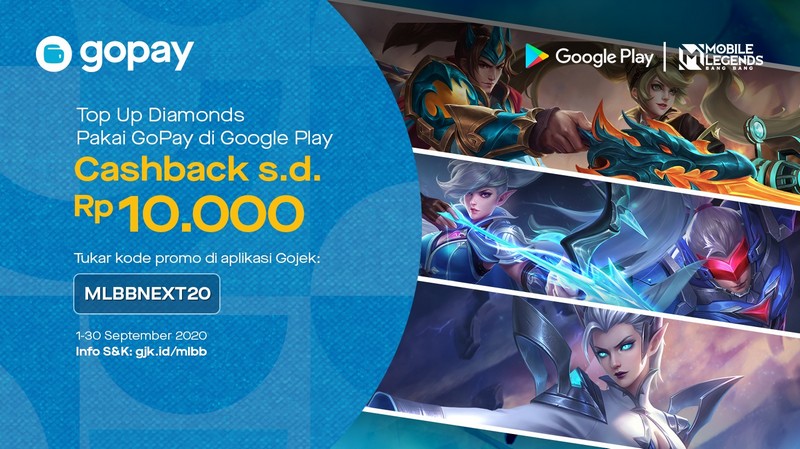 gopay
Google Play
MOBILE
LEGENDS
BANG BANG
Top Up Diamonds
Pakai GoPay di Google Play
Cashback s.d.
Rp 10.000
Tukar kode promo di aplikasi Gojek:
MLBBNEXT20
1-30 September 2020
Info S&K: gjk.id/mlbb